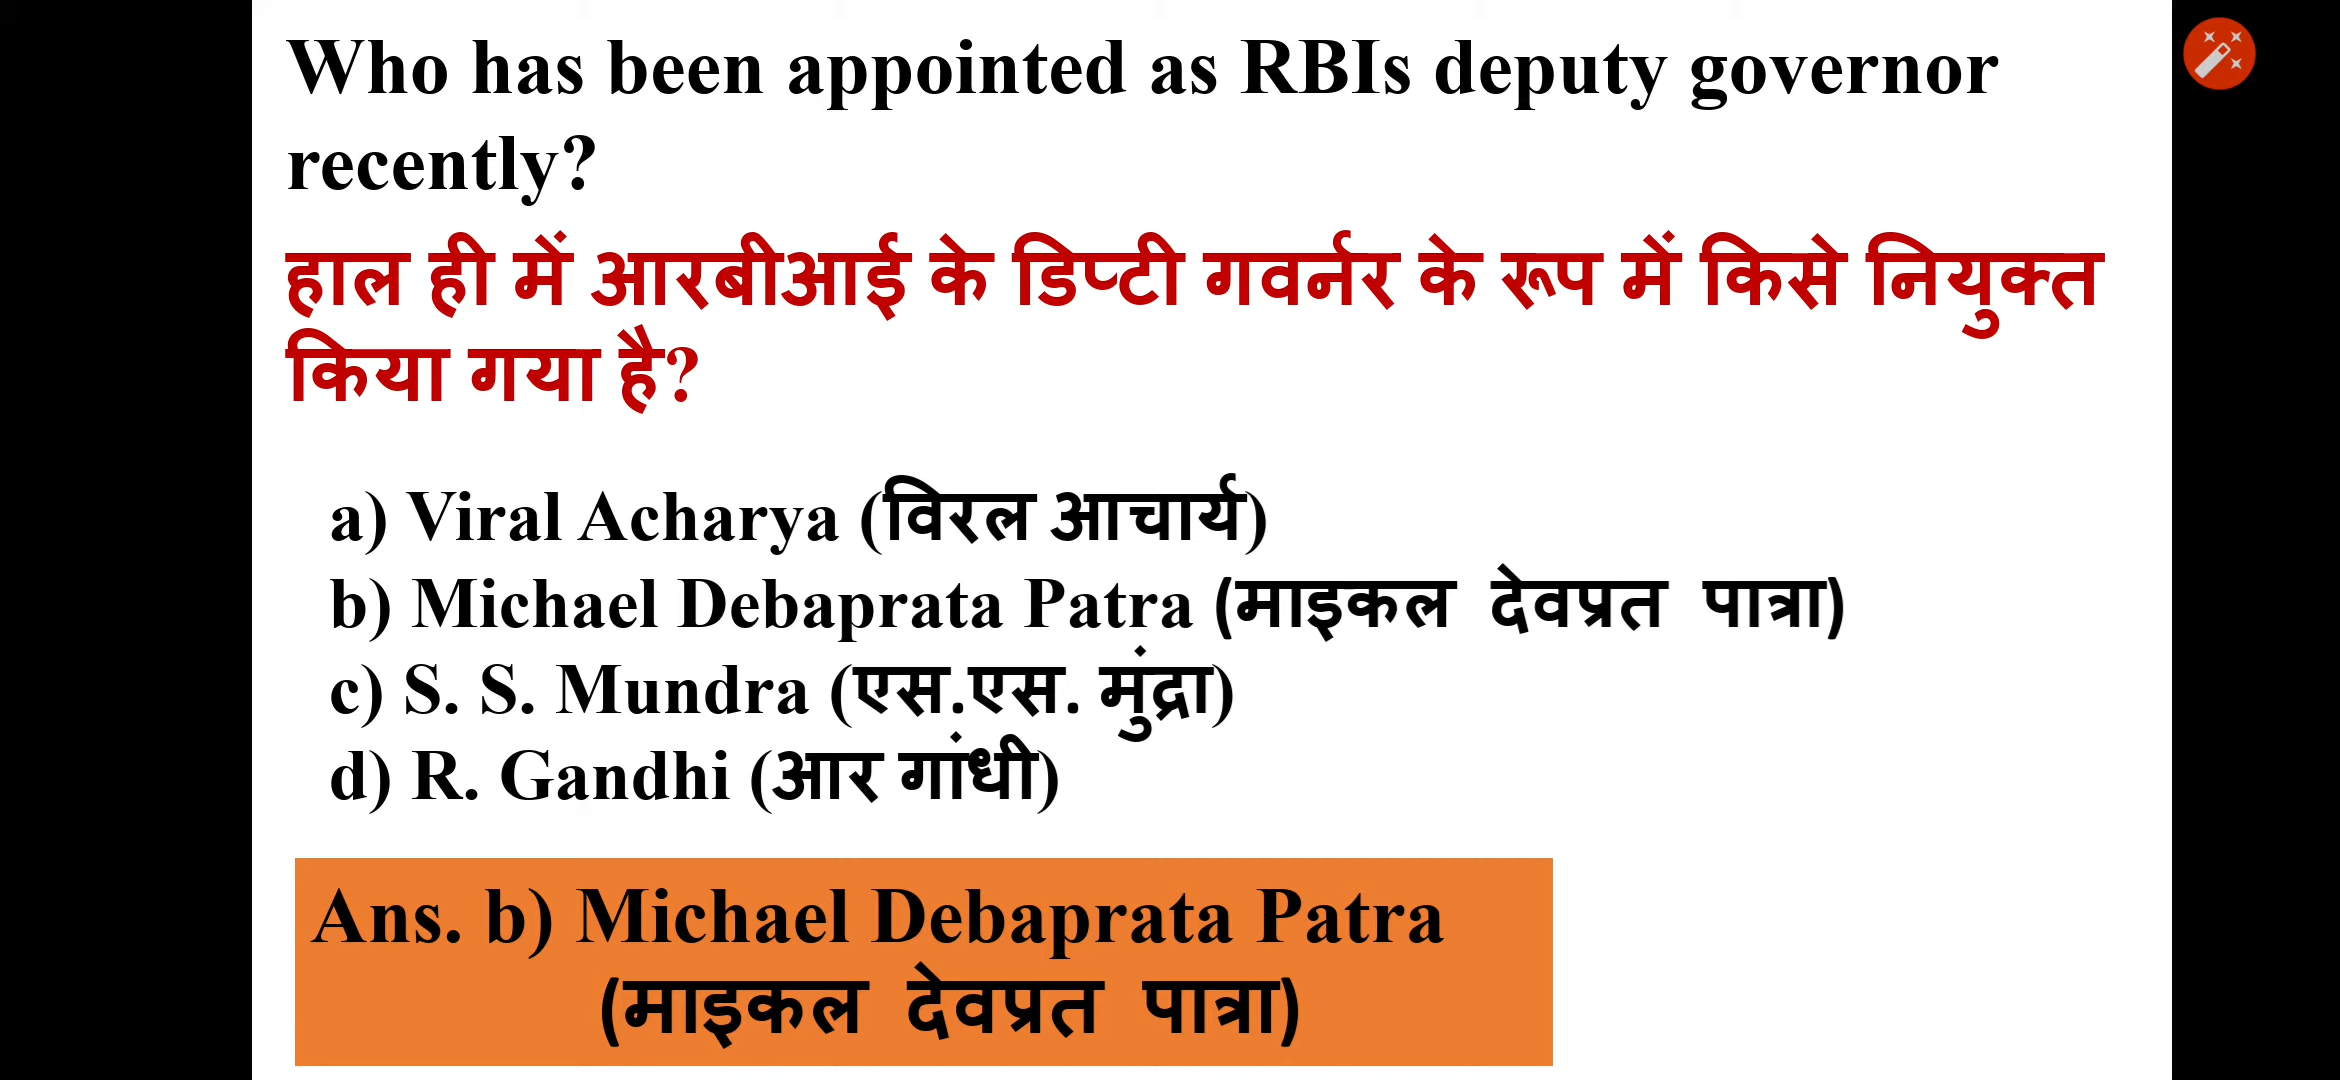 Who has been appointed as RBIs deputy governor
recently?
हाल ही में आरबीआई के डिप्टी गवर्नर के रूप में किसे नियुक्त
किया गया है?
a) Viral Acharya (विरल आचार्य)
b) Michael Debaprata Patra (माइकल देवप्रत पात्रा)
c) S. S. Mundra (एस.एस. मुंद्रा)
d) R. Gandhi (आर गांधी)
Ans. b) Michael Debaprata Patra
(माइकल देवप्रत पात्रा)